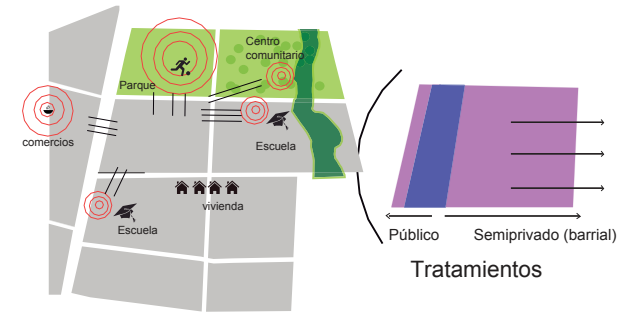 Centro
comunitario
Parque
comercios
Escuela
vivienda
Escuela
Público
Semiprivado (barrial)
Tratamientos